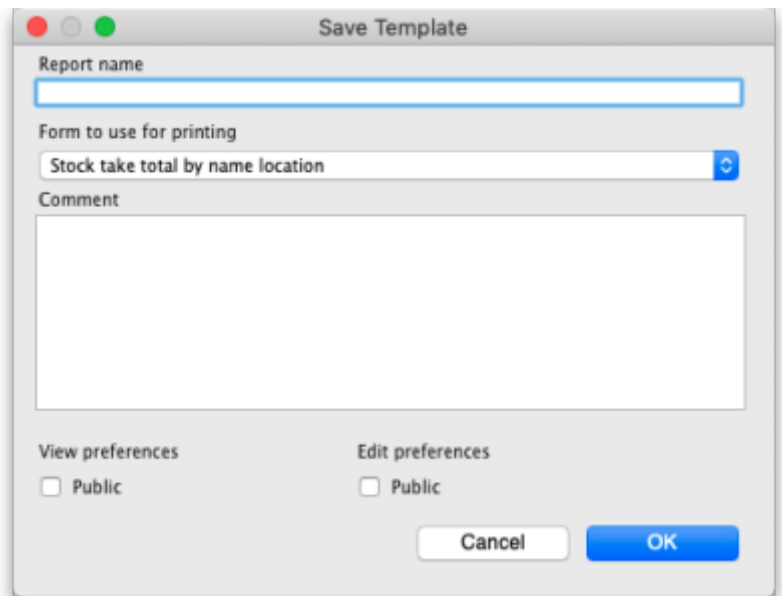 Save Template
Report name
Form to use for printing
Stock take total by name location
Comment
View preferences Edit preferences
Public Public
Cancel OK